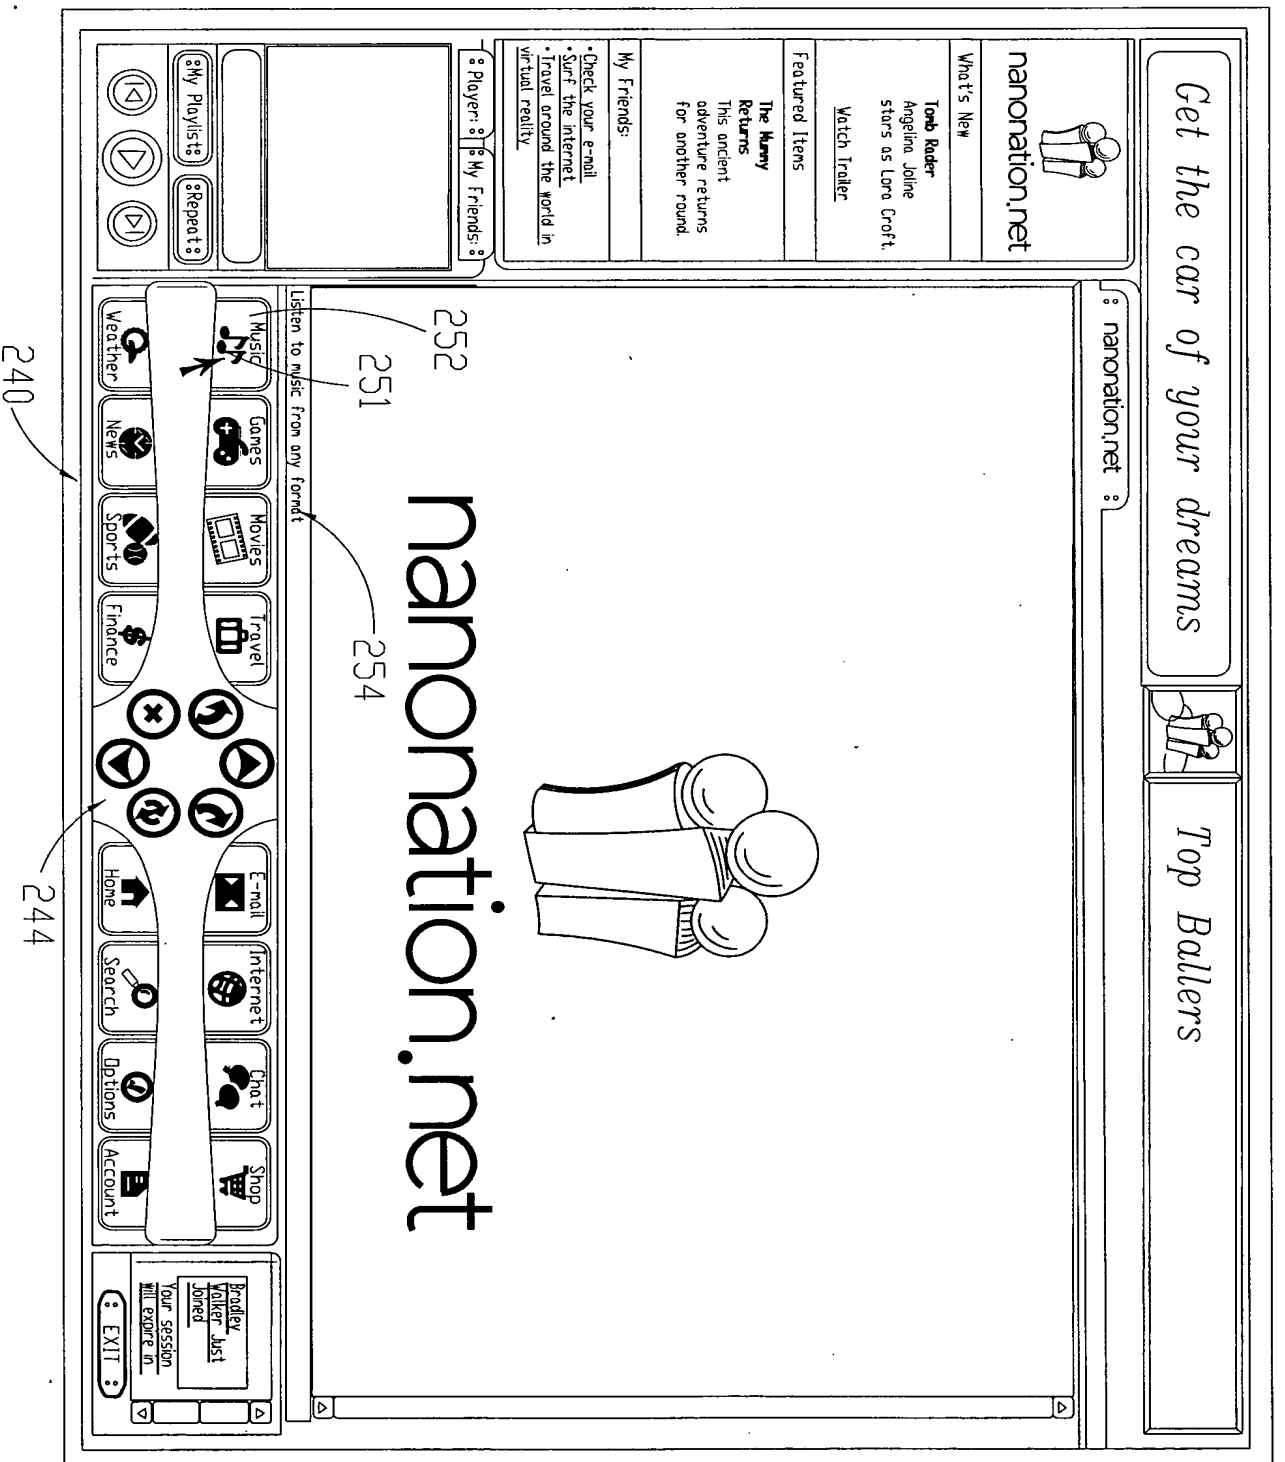 Get the car of your dreams
Top Ballers
nanonation.net
What's New
Tomb Rader
Angelina Joline
stars as Lara Croft.
Watch Trailer
Featured Items
The Mummy
Returns
This ancient
adventure returns
for another round.
My Friends:
• Check your e-mail
• Surf the internet
• Travel around the world in
virtual reality
Player:
My Friends:
My Playlist
Repeat
nanonation.net
nanonation.net
Listen to music from any format
252
251
254
Music
Games
Movies
Travel
E-mail
Internet
Chat
Shop
Weather
News
Sports
Finance
Home
Search
Options
Account
Bradley
Walker Just
Joined
Your session
will expire in
EXIT
240
244